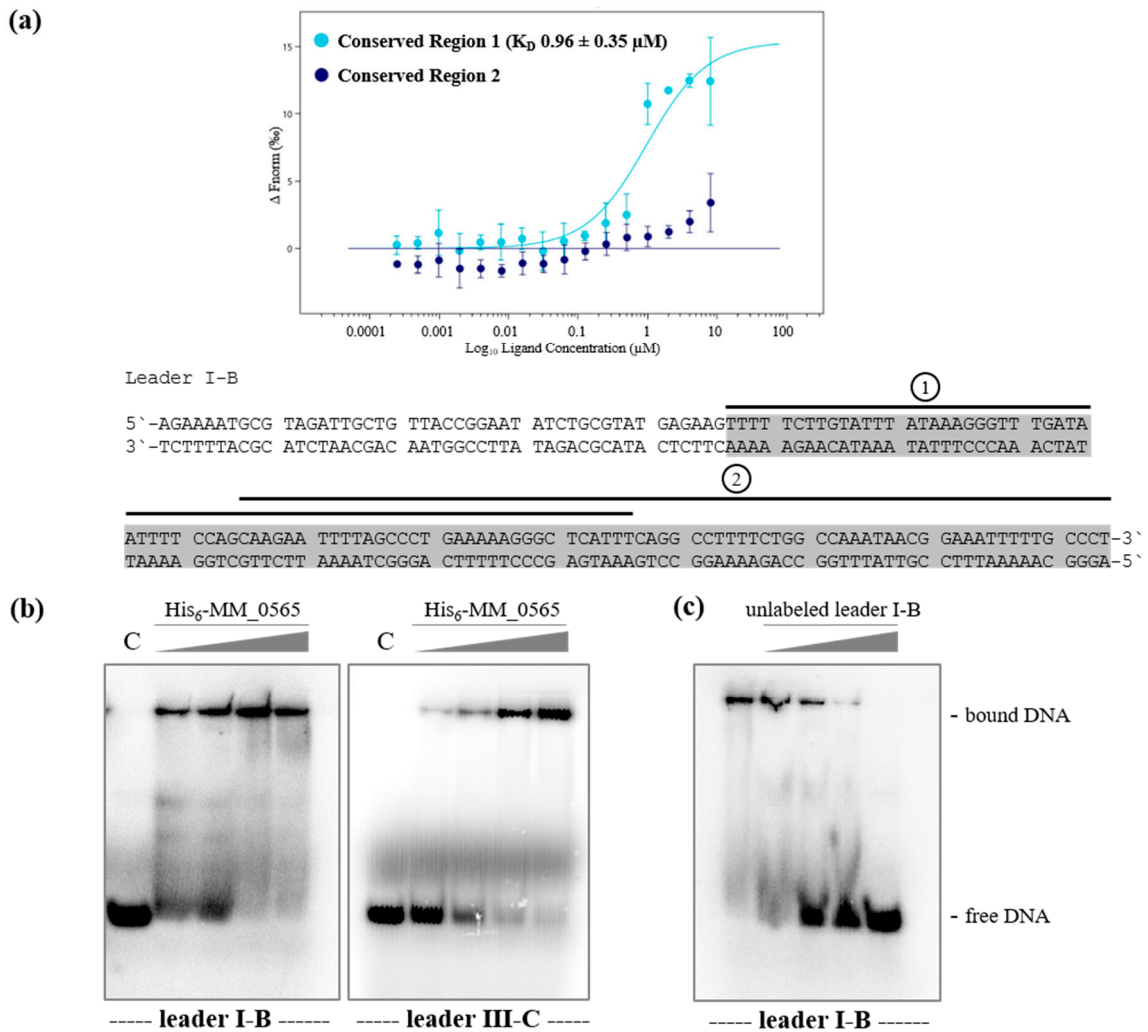 (a)
Conserved Region 1 (KD 0.96 ± 0.35 µM)
Conserved Region 2
Δ Fnorm (‰)
15
10
5
0
0.0001 0.001 0.01 0.1 1 10 100
Log10 Ligand Concentration (µM)
Leader I-B
1
5`-AGAAAATGCG TAGATTGCTG TTACCGGAAT ATCTGCGTAT GAGAAGTTTT TCTTGTATTT ATAAAGGGTT TGATA
3`-TCTTTTACGC ATCTAACGAC AATGGCCTTA TAGACGCATA CTCTTCAAAA AGAACATAAA TATTTCCCAA ACTAT
2
ATTTT CCAGCAAGAA TTTTAGCCCT GAAAAAGGGC TCATTTCAGG CCTTTTCTGG CCAAATAACG GAAATTTTTG CCCT-3`
TAAAA GGTCGTTCTT AAAATCGGGA CTTTTTCCCG AGTAAAGTCC GGAAAAGACC GGTTTATTGC CTTTAAAAAC GGGA-5`
(b)
His6-MM_0565
C
His6-MM_0565
C
(c)
unlabeled leader I-B
- bound DNA
- free DNA
----- leader I-B ------
----- leader III-C -----
----- leader I-B -----